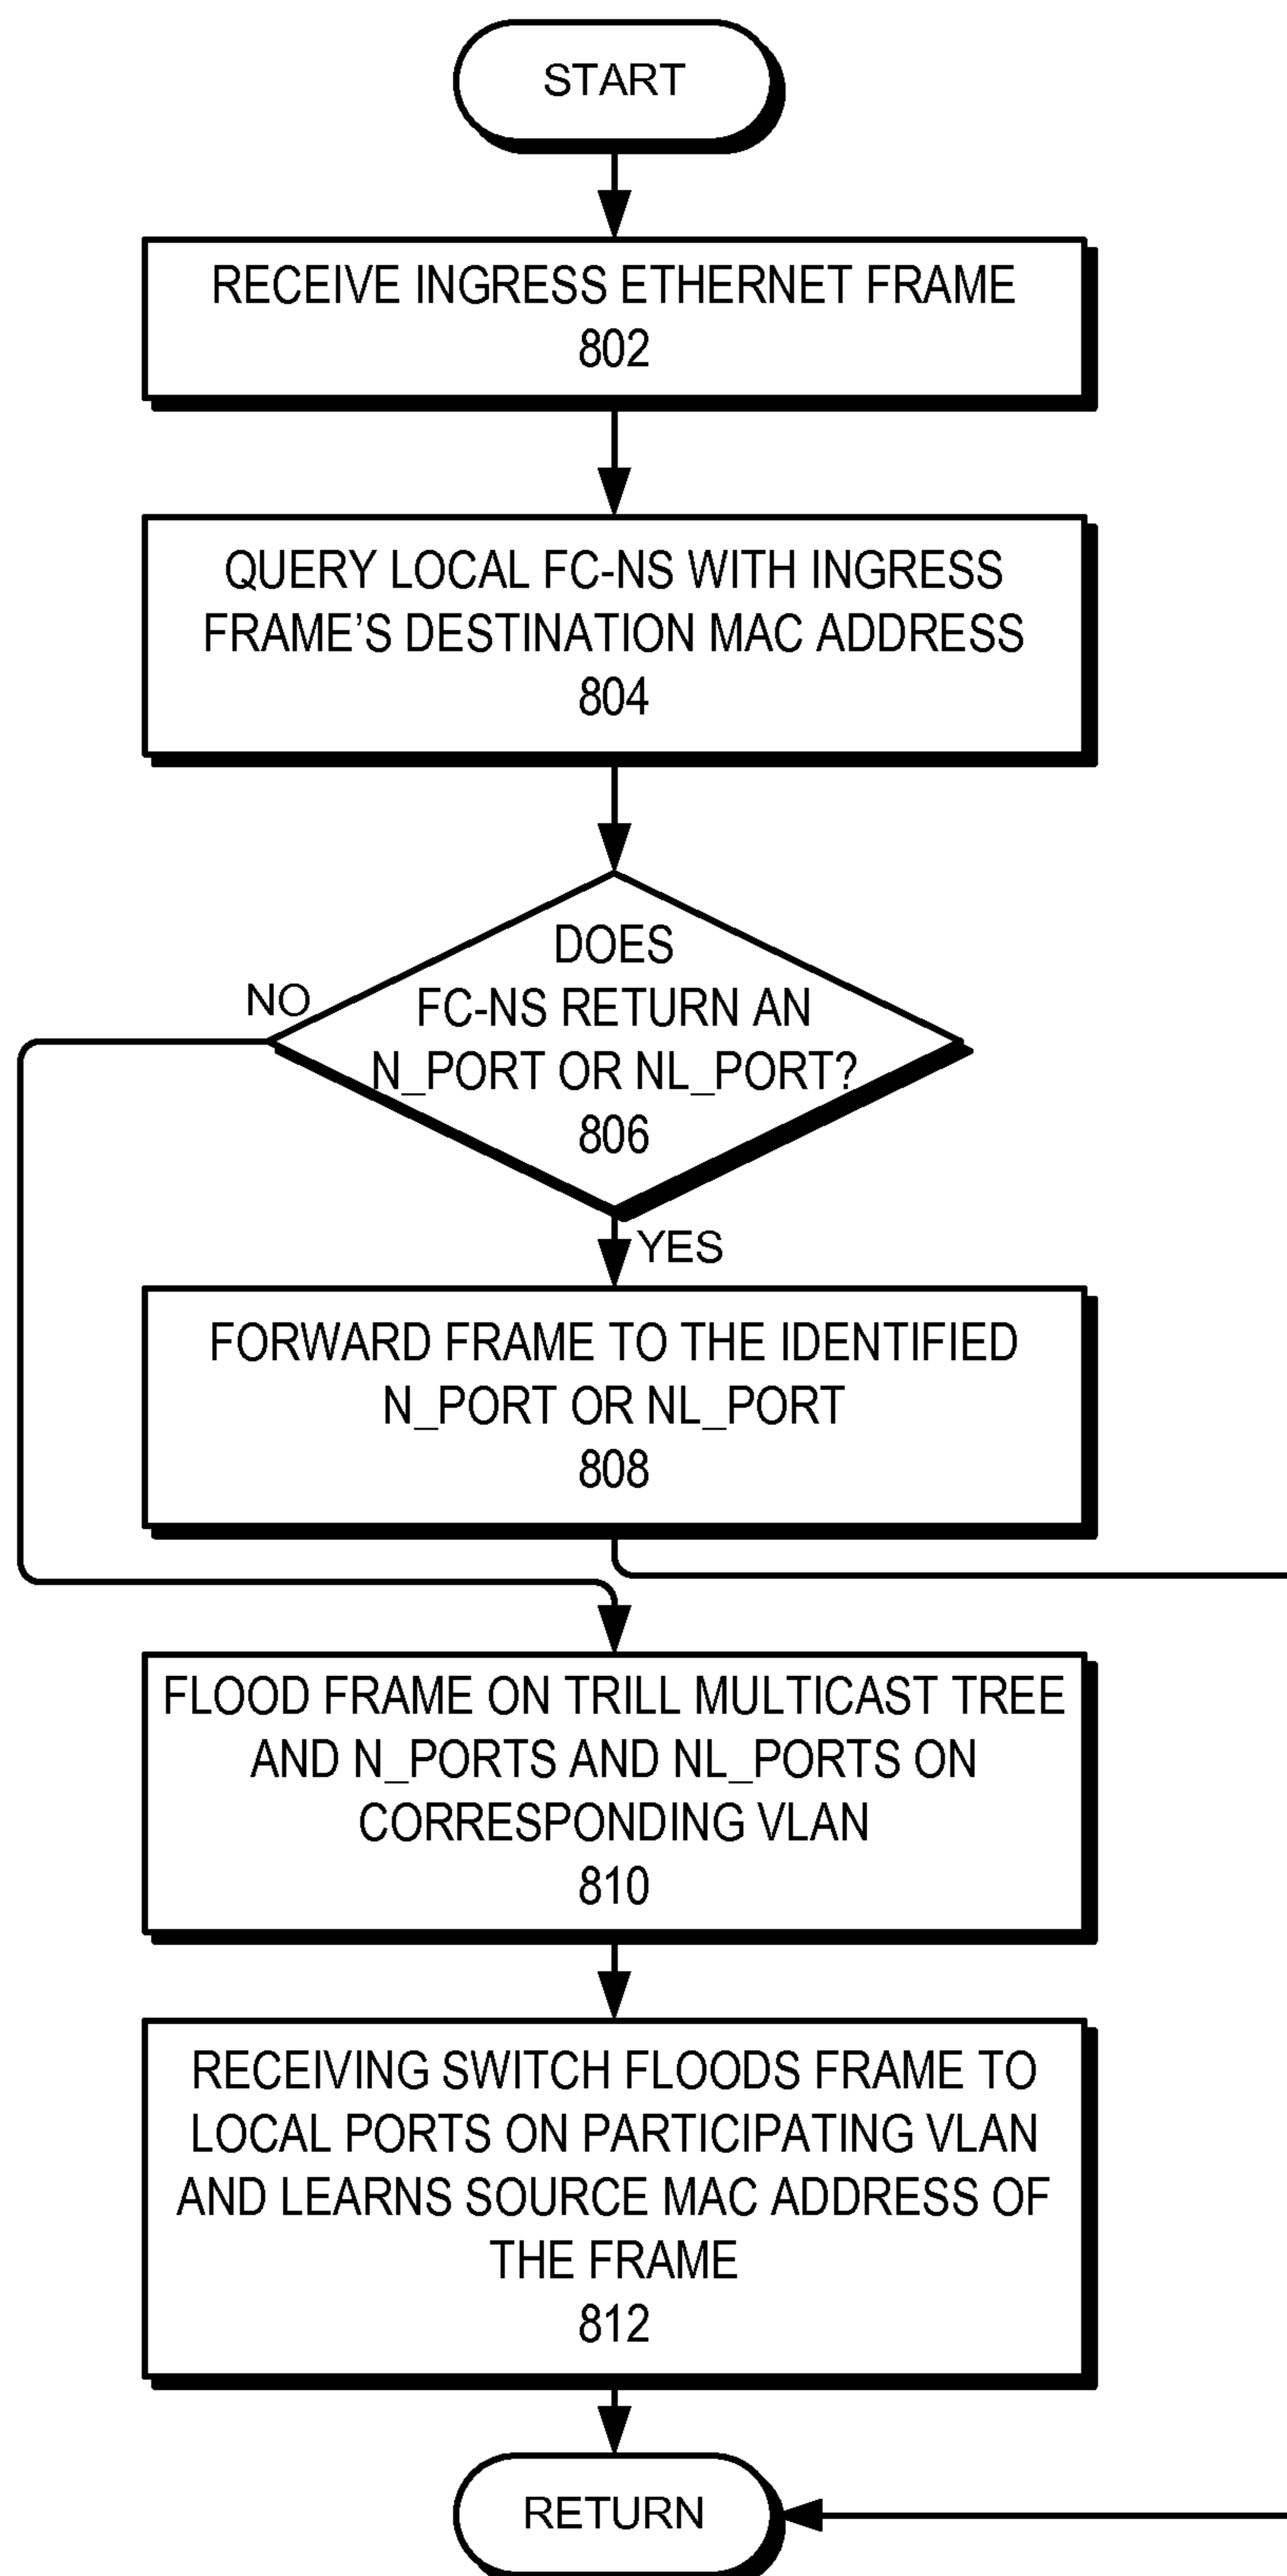 START
RECEIVE INGRESS ETHERNET FRAME
802
QUERY LOCAL FC-NS WITH INGRESS
FRAME’S DESTINATION MAC ADDRESS
804
DOES
FC-NS RETURN AN
N_PORT OR NL_PORT?
806
NO
YES
FORWARD FRAME TO THE IDENTIFIED
N_PORT OR NL_PORT
808
FLOOD FRAME ON TRILL MULTICAST TREE
AND N_PORTS AND NL_PORTS ON
CORRESPONDING VLAN
810
RECEIVING SWITCH FLOODS FRAME TO
LOCAL PORTS ON PARTICIPATING VLAN
AND LEARNS SOURCE MAC ADDRESS OF
THE FRAME
812
RETURN